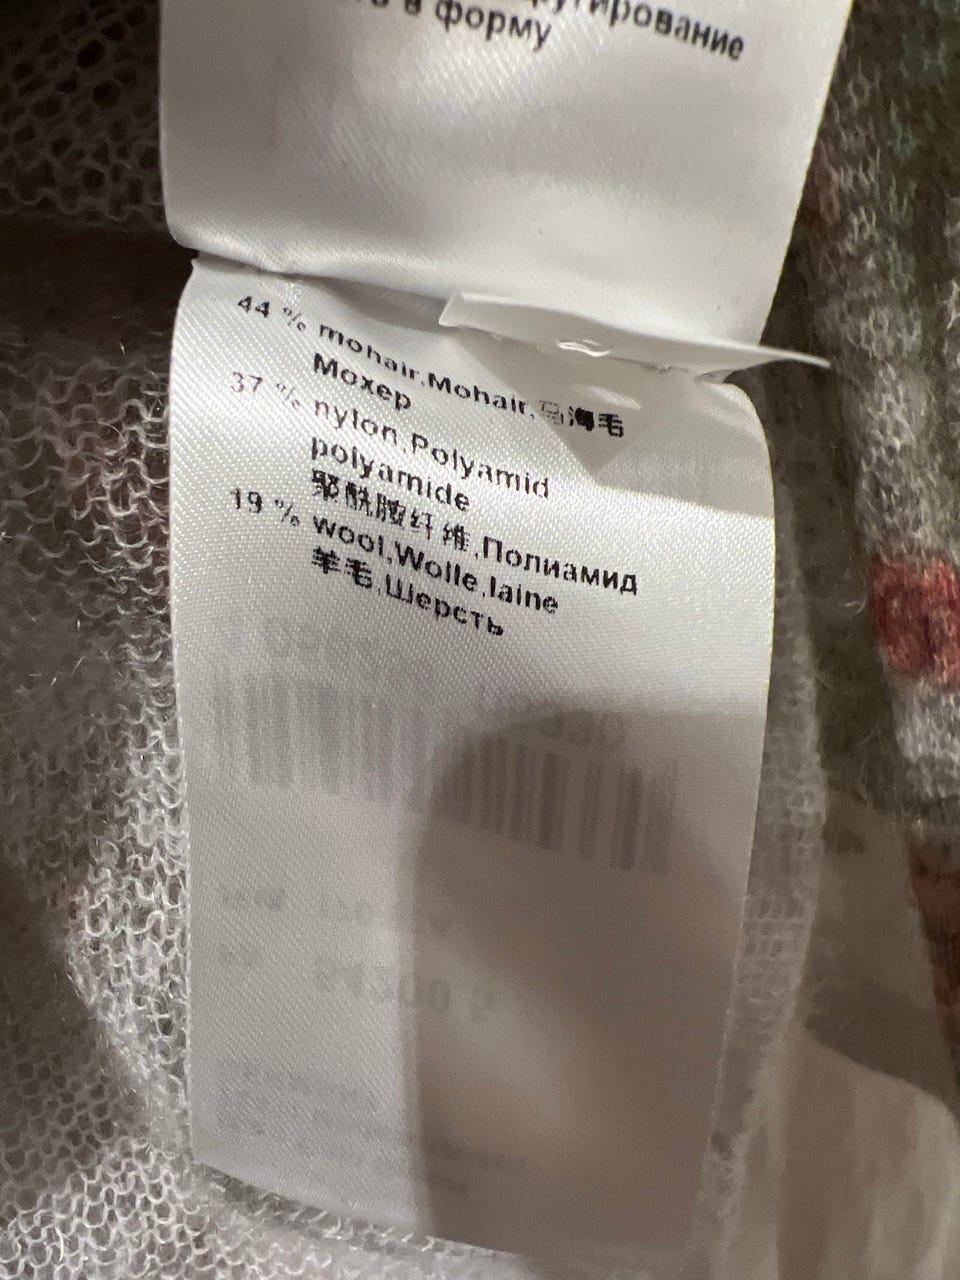 в форму
44 % mohair,Mohair,马海毛
Мохер
37 % nylon,Polyamid
polyamide
聚酰胺纤维,Полиамид
19 % wool,Wolle,laine
羊毛,Шерсть